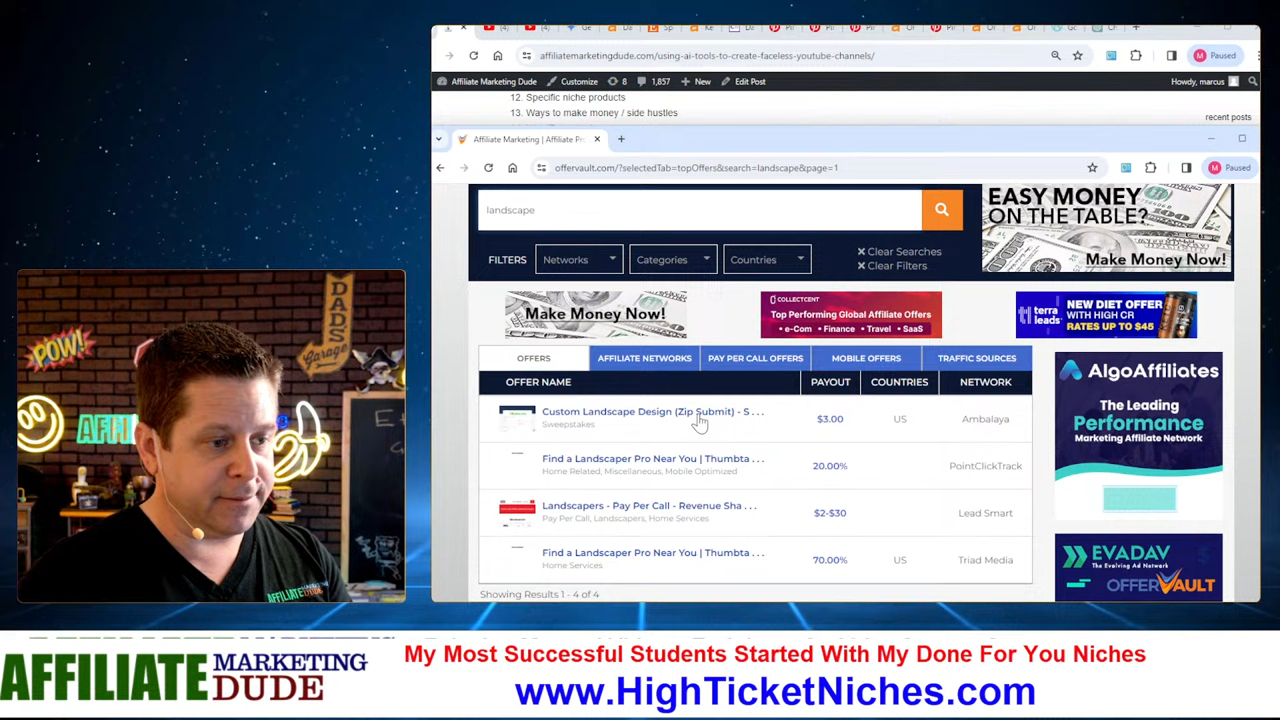 affiliatemarketingdude.com/using-ai-tools-to-create-faceless-youtube-channels/
Paused
Affiliate Marketing Dude Customize 8 1,857 New Edit Post
Howdy, marcus
12. Specific niche products
13. Ways to make money / side hustles
recent posts
Affiliate Marketing | Affiliate Pr
offervault.com/?selectedTab=topOffers&search=landscape&page=1
Paused
landscape
FILTERS Networks Categories Countries
Clear Searches
Clear Filters
EASY MONEY
ON THE TABLE?
Make Money Now!
Make Money Now!
COLLECTCENT
Top Performing Global Affiliate Offers
• e-Com • Finance • Travel • SaaS
terra
leads
NEW DIET OFFER
WITH HIGH CR
RATES UP TO $45
OFFERS AFFILIATE NETWORKS PAY PER CALL OFFERS MOBILE OFFERS TRAFFIC SOURCES
OFFER NAME PAYOUT COUNTRIES NETWORK
Custom Landscape Design (Zip Submit) - S . . .
Sweepstakes
$3.00 US Ambalaya
Find a Landscaper Pro Near You | Thumbta . . .
Home Related, Miscellaneous, Mobile Optimized
20.00% PointClickTrack
Landscapers - Pay Per Call - Revenue Sha . . .
Pay Per Call, Landscapers, Home Services
$2-$30 Lead Smart
Find a Landscaper Pro Near You | Thumbta . . .
Home Services
70.00% US Triad Media
Showing Results 1 - 4 of 4
AlgoAffiliates
The Leading
Performance
Marketing Affiliate Network
EVADAV
The Evolving Ad Network
OFFERVAULT
POW!
DADS
Garage
AFFILIATE
DUDE
AFFILIATE MARKETING
DUDE
My Most Successful Students Started With My Done For You Niches
www.HighTicketNiches.com